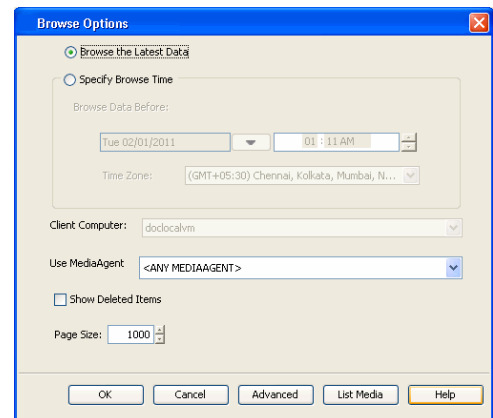 Browse Options
Browse the Latest Data
Specify Browse Time
Browse Data Before:
Tue 02/01/2011 01 : 11 AM
Time Zone: (GMT+05:30) Chennai, Kolkata, Mumbai, N...
Client Computer: doclocalvm
Use MediaAgent <ANY MEDIAAGENT>
Show Deleted Items
Page Size: 1000
OK Cancel Advanced List Media Help